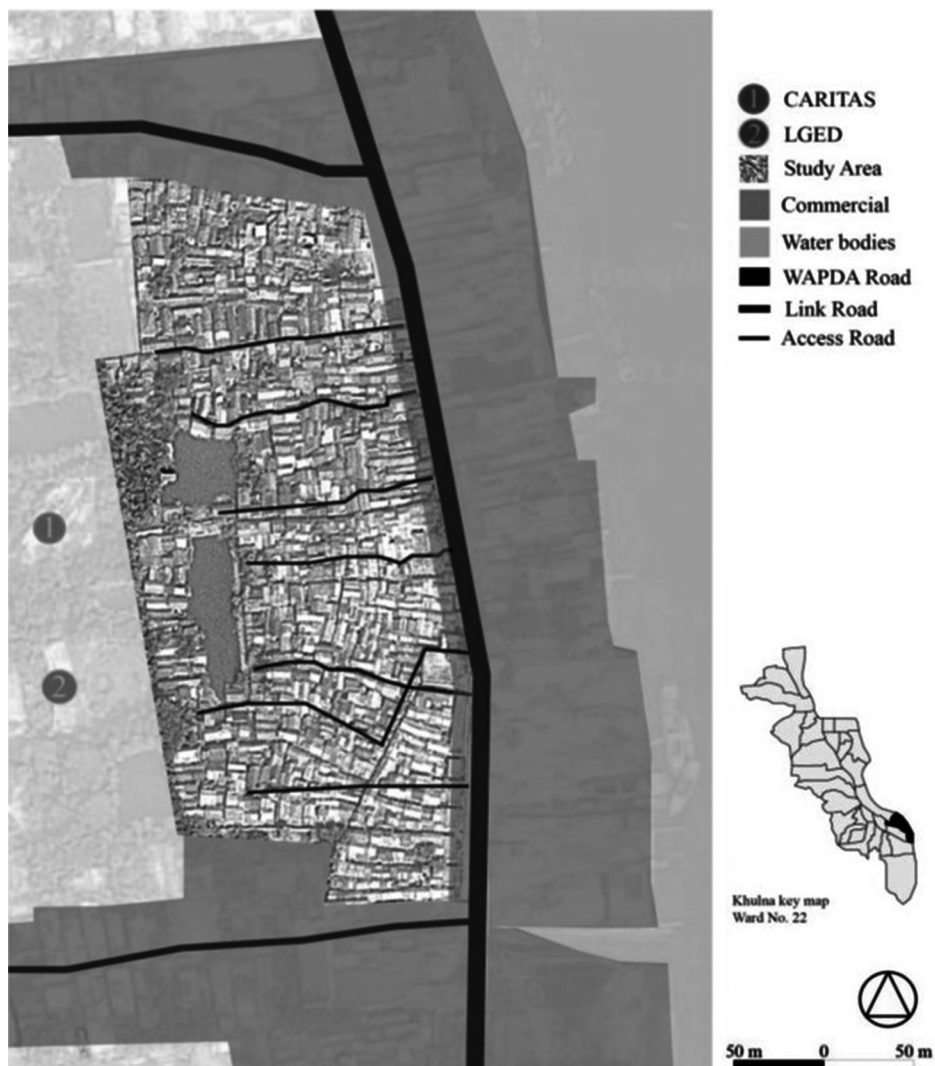 1 CARITAS
2 LGED
Study Area
Commercial
Water bodies
WAPDA Road
Link Road
Access Road
1
2
Khulna key map
Ward No. 22
50 m 0 50 m